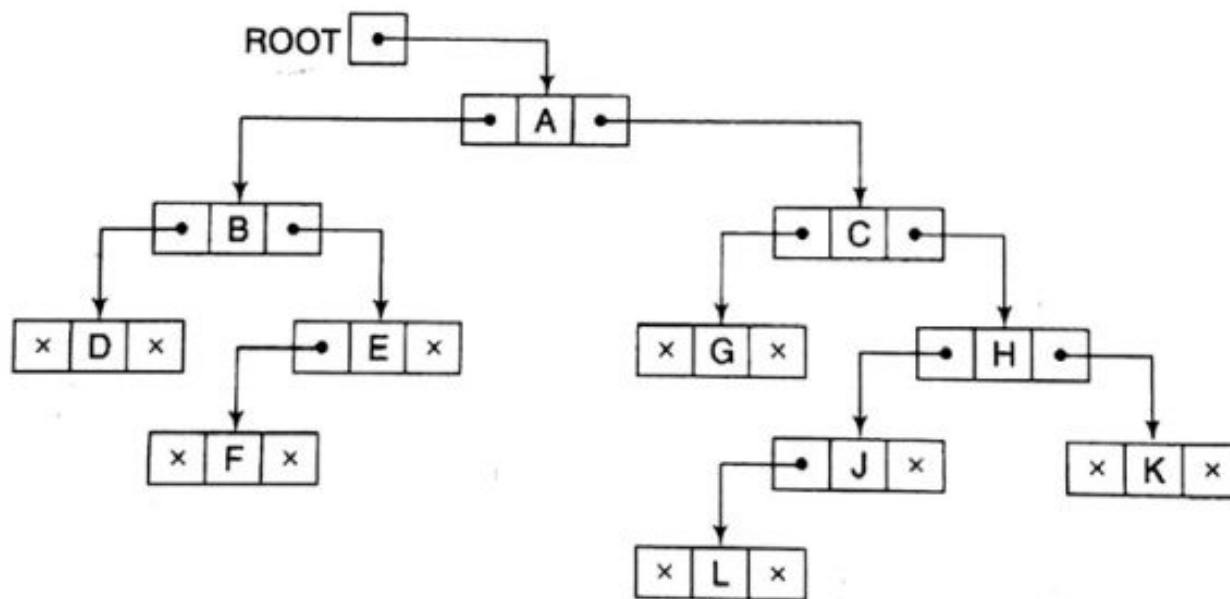 ROOT
A
B
C
× D ×
E ×
G ×
× 
H
× F ×
J ×
× K ×
× L ×